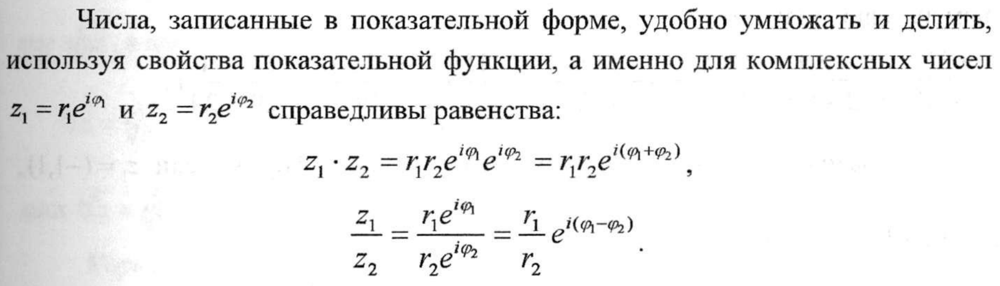 Числа, записанные в показательной форме, удобно умножать и делить,
используя свойства показательной функции, а именно для комплексных чисел
z₁ = r₁e^{iφ₁} и z₂ = r₂e^{iφ₂} справедливы равенства:
z₁ · z₂ = r₁r₂e^{iφ₁}e^{iφ₂} = r₁r₂e^{i(φ₁+φ₂)},
z₁/z₂ = r₁e^{iφ₁}/r₂e^{iφ₂} = r₁/r₂ e^{i(φ₁−φ₂)}.